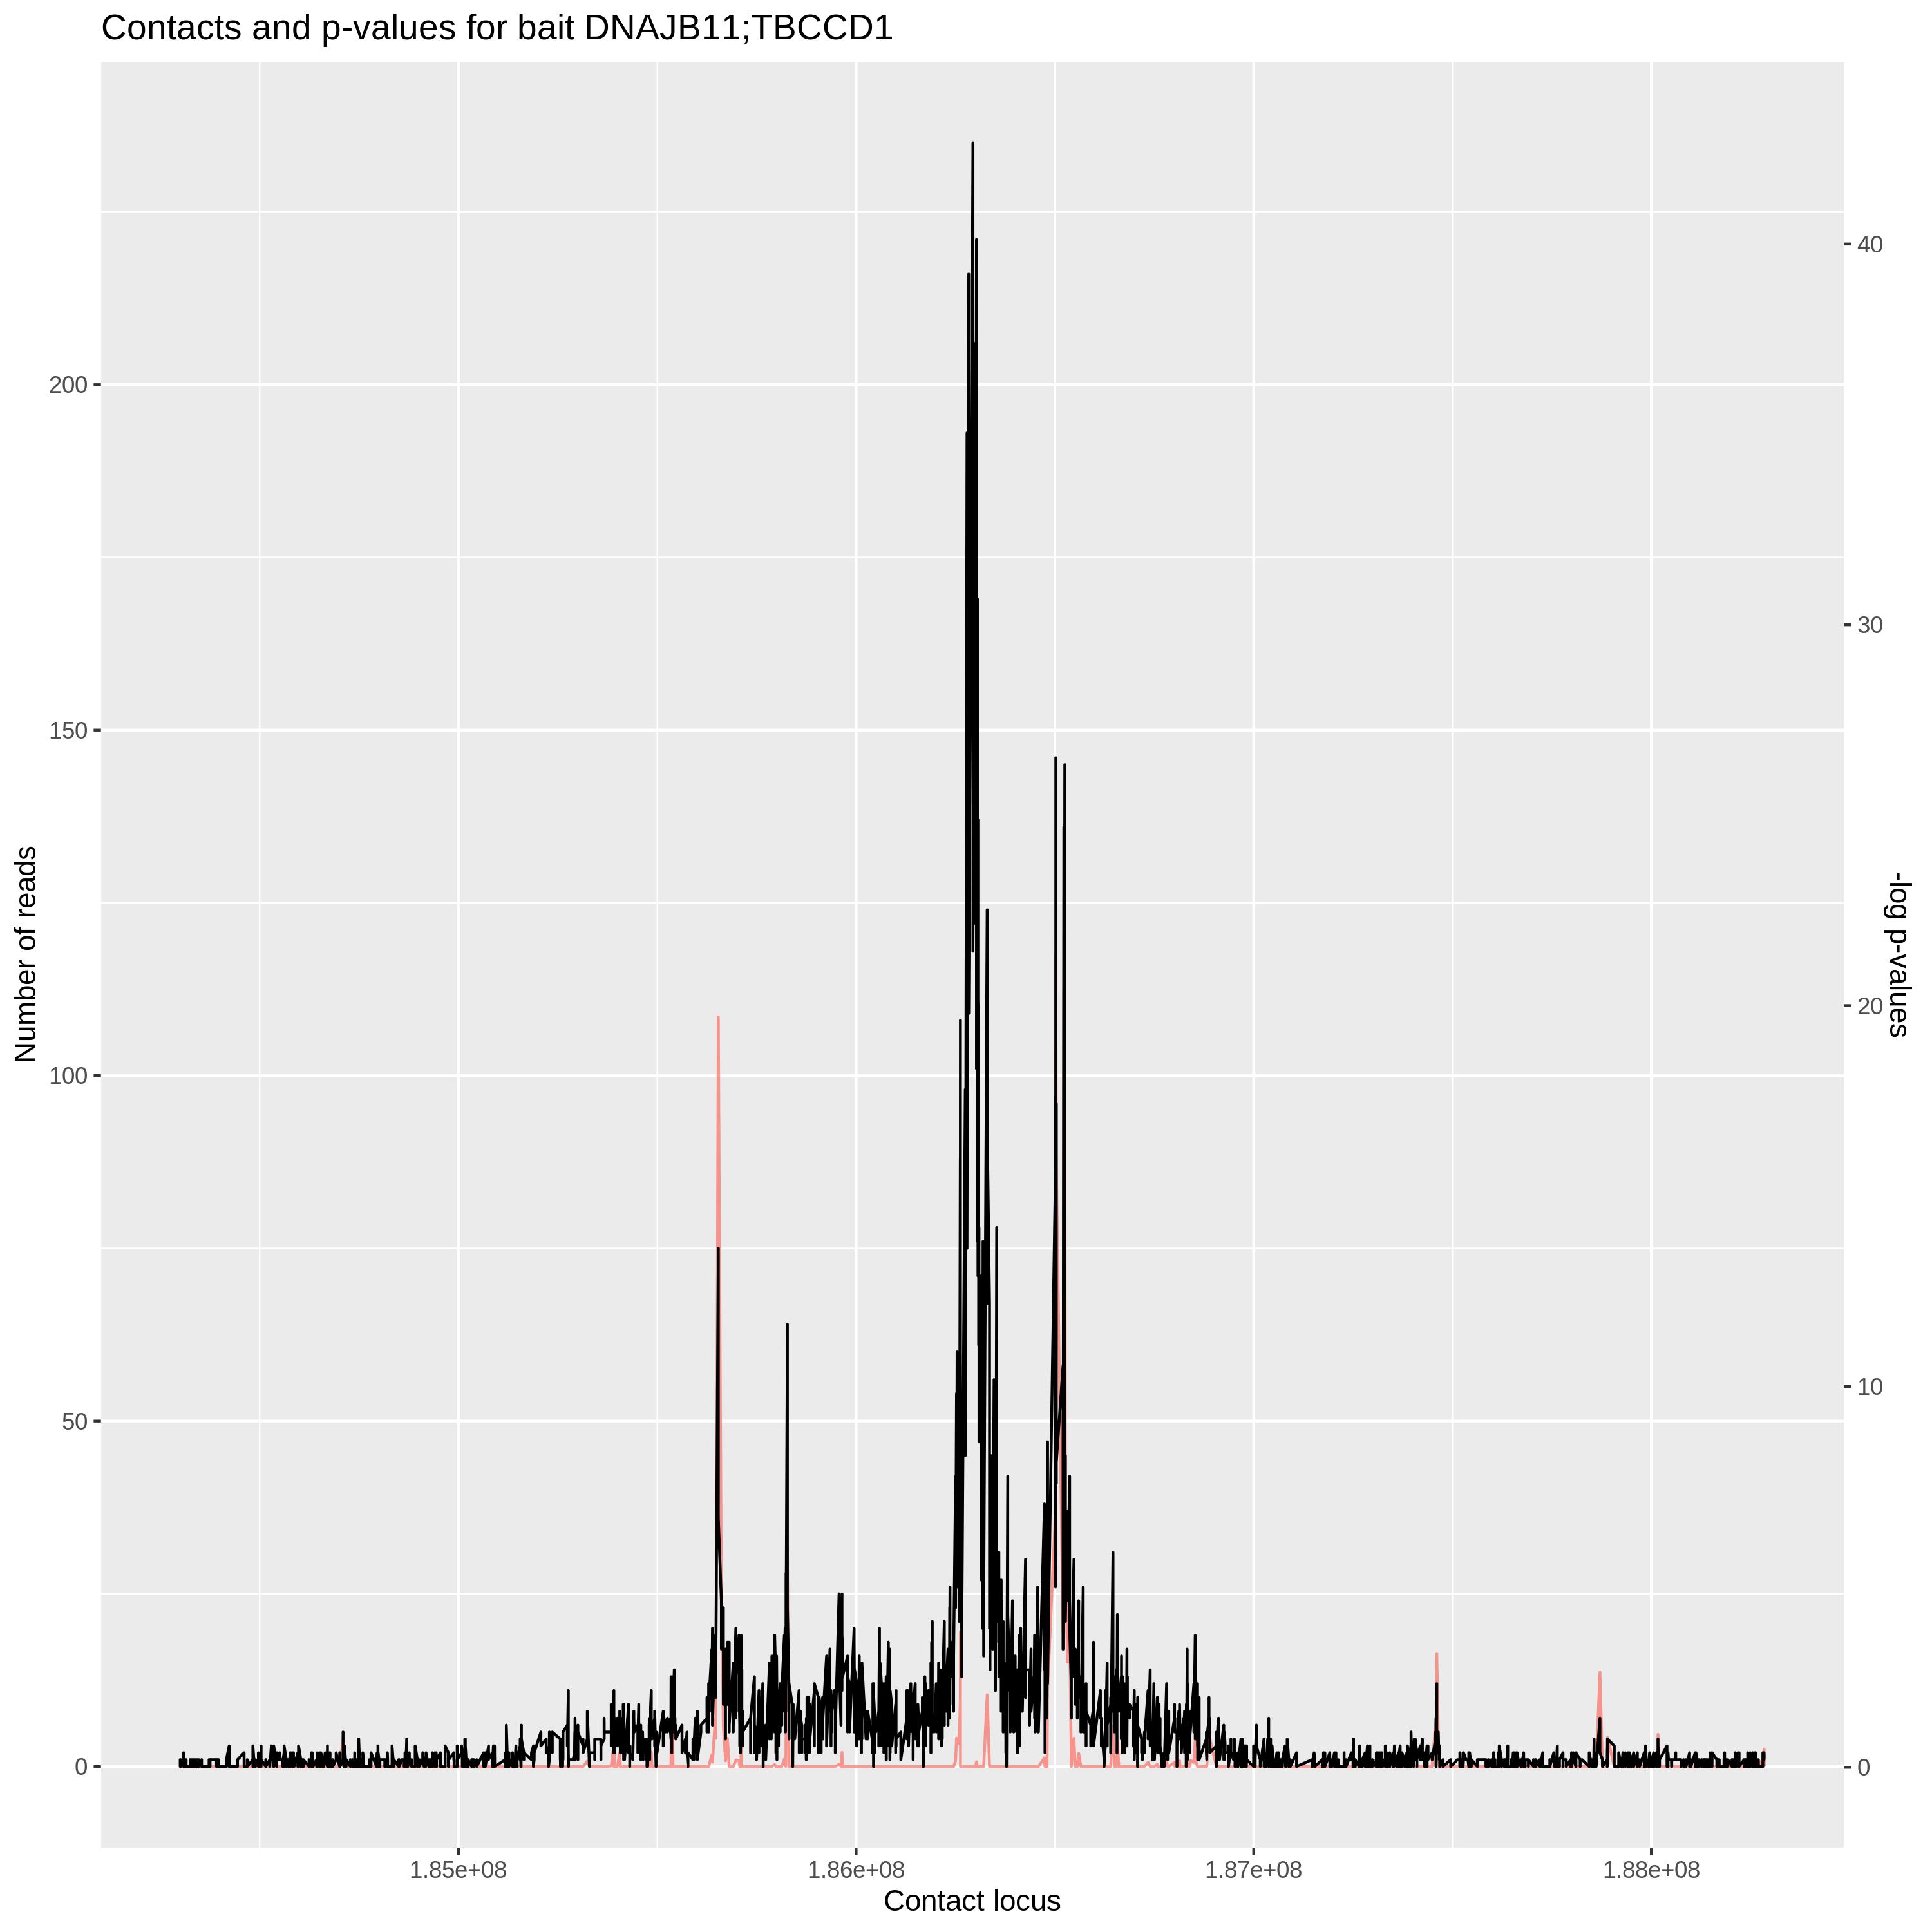 Contacts and p-values for bait DNAJB11;TBCCD1
200
150
100
50
0
Number of reads
40
30
20
10
0
-log p-values
1.85e+08
1.86e+08
1.87e+08
1.88e+08
Contact locus